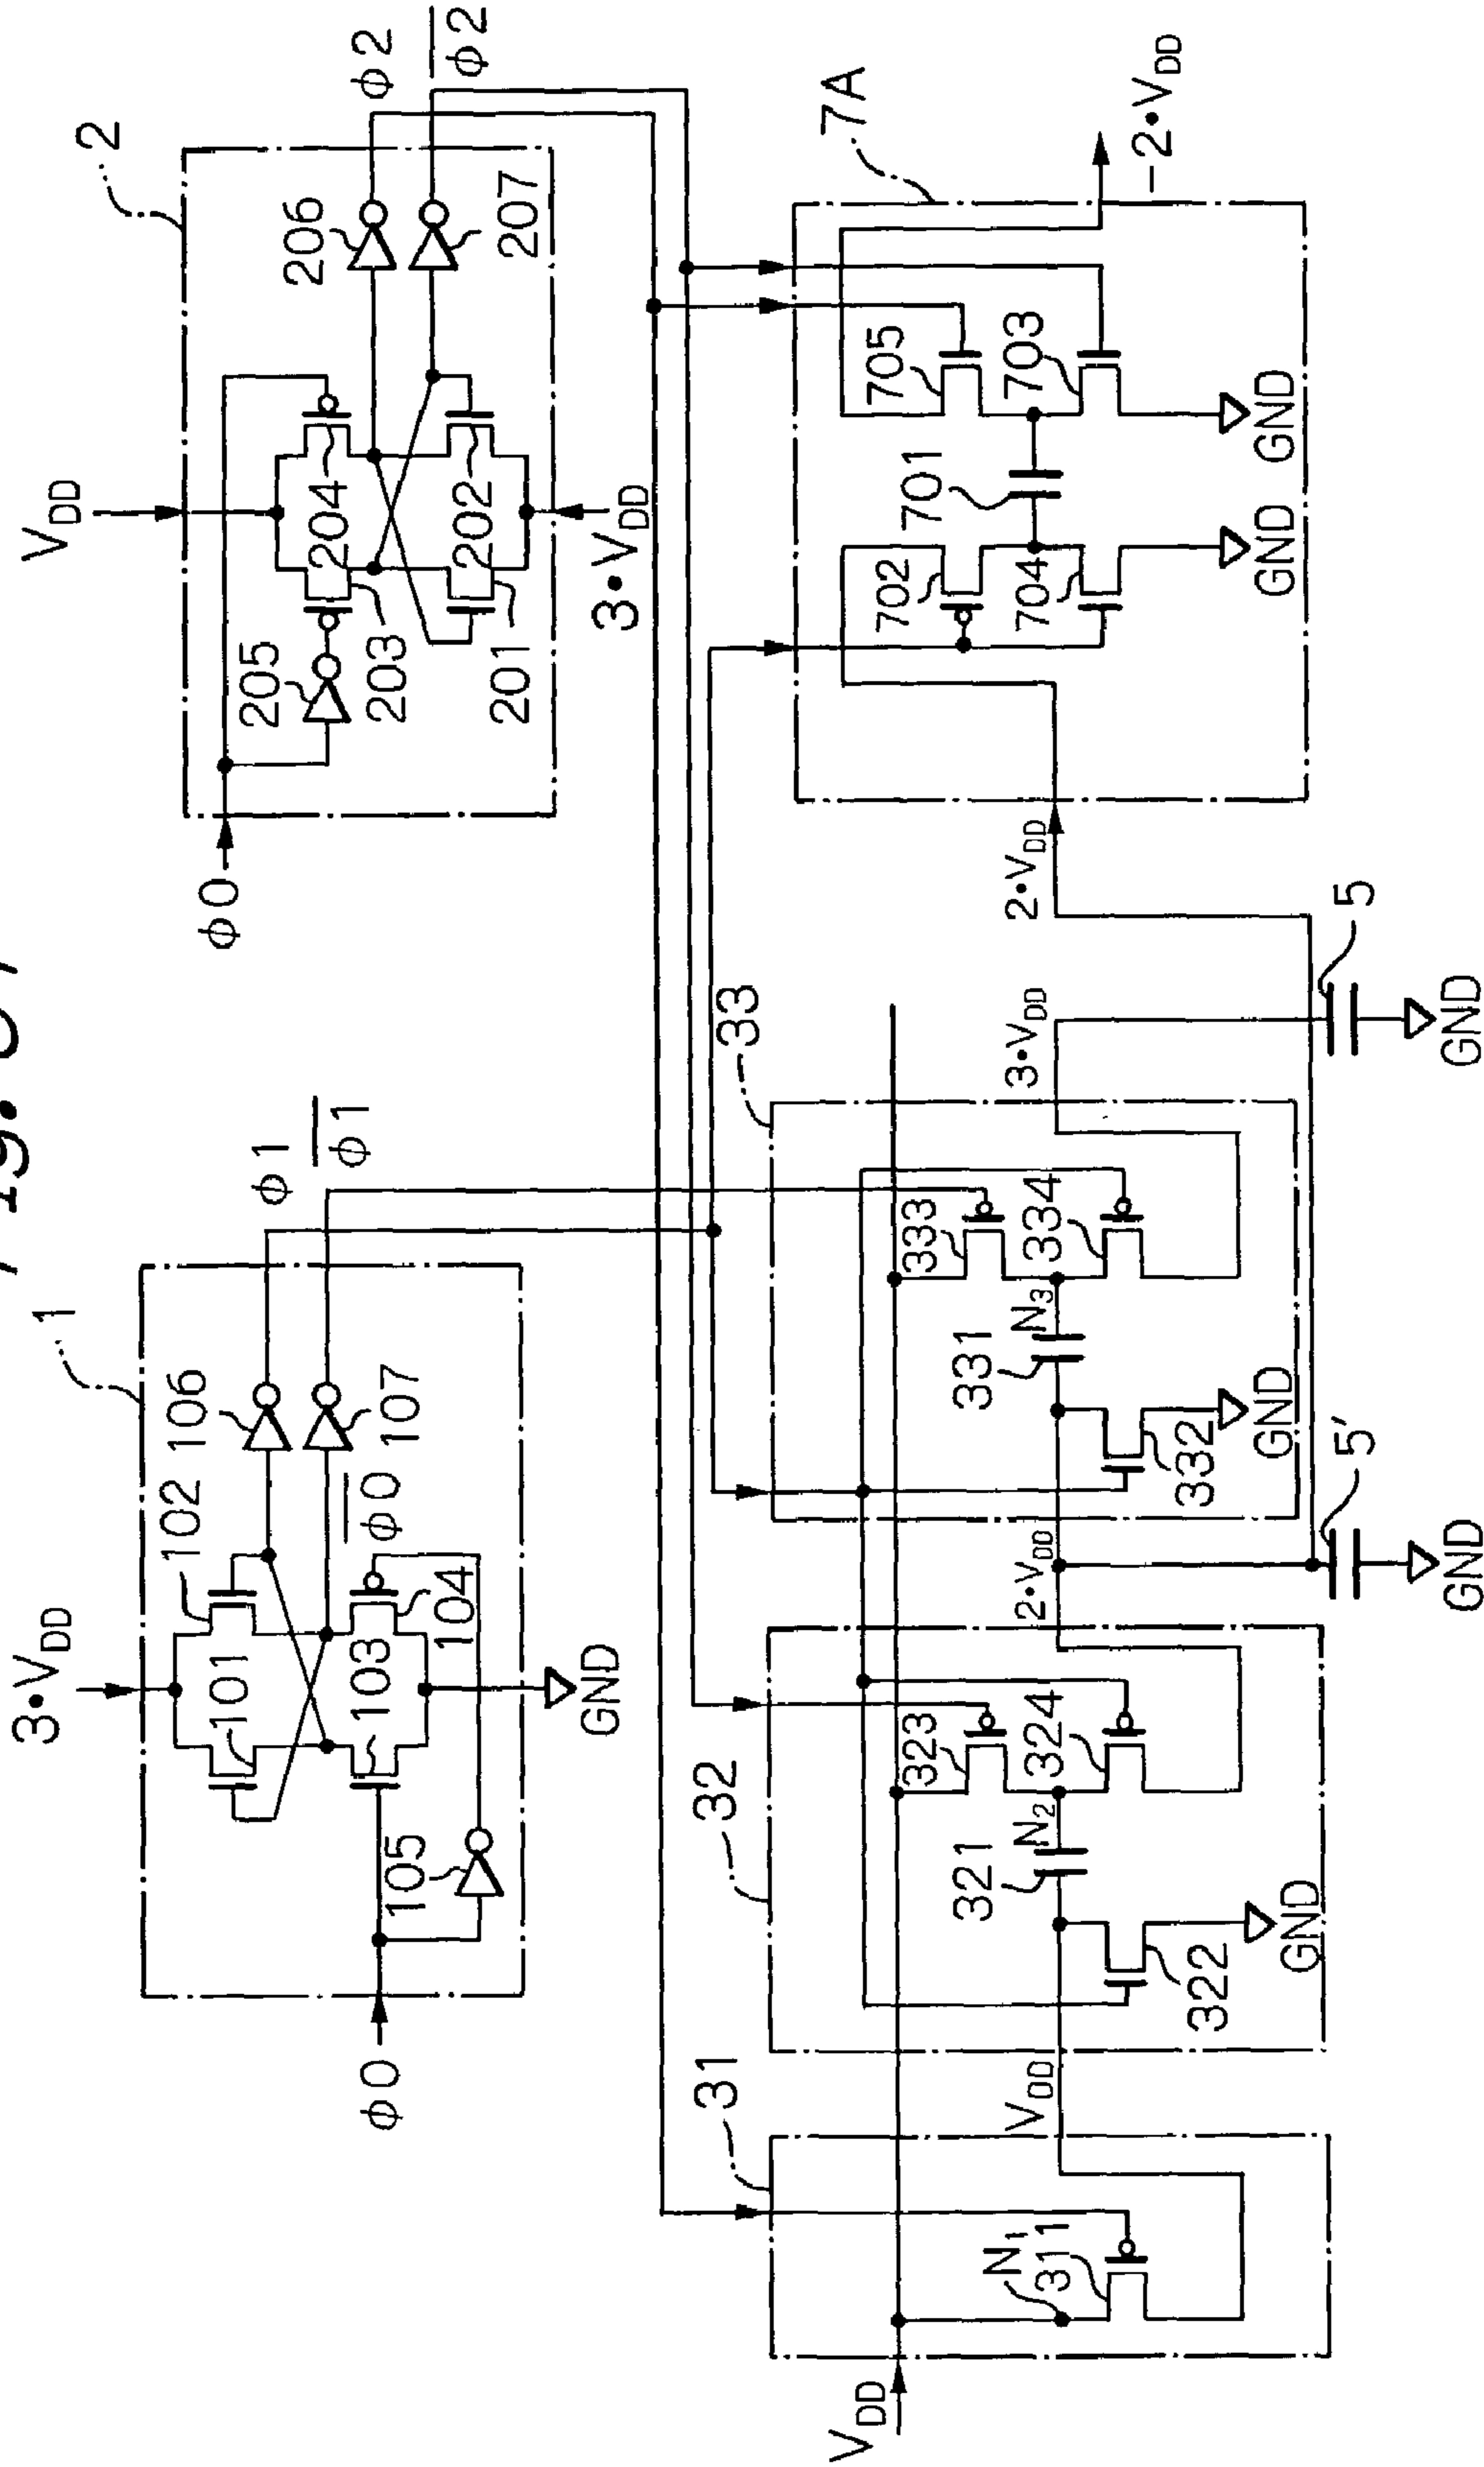 Fig.
1
3•VDD
102
106
φ1
φ1
101
107
φ0
103
104
105
φ0
GND
2
VDD
φ0
205
204
206
φ2
φ2
203
202
207
201
3•VDD
31
VDD
N1
311
VDD
32
323
N2
321
324
322
GND
2•VDD
5'
GND
33
333
N3
331
334
332
GND
3•VDD
5
GND
2•VDD
7A
702
701
705
704
703
GND
GND
−2•VDD